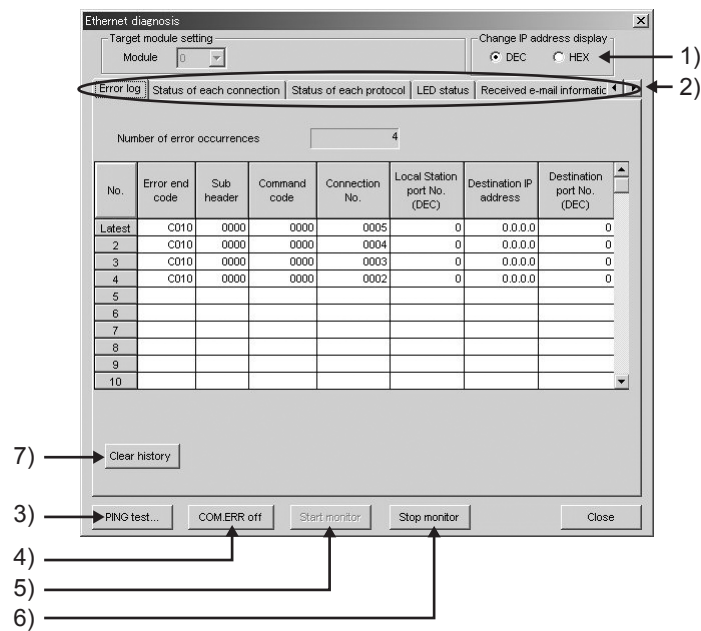 Ethernet diagnosis
Target module setting
Module 0
Change IP address display
DEC HEX
1)
Error log Status of each connection Status of each protocol LED status Received e-mail informatic
2)
Number of error occurrences 4
No. Error end code Sub header Command code Connection No. Local Station port No. (DEC) Destination IP address Destination port No. (DEC)
Latest C010 0000 0000 0005 0 0.0.0.0 0
2 C010 0000 0000 0004 0 0.0.0.0 0
3 C010 0000 0000 0003 0 0.0.0.0 0
4 C010 0000 0000 0002 0 0.0.0.0 0
5
6
7
8
9
10
7) Clear history
3) PING test... COM.ERR off Start monitor Stop monitor Close
4)
5)
6)